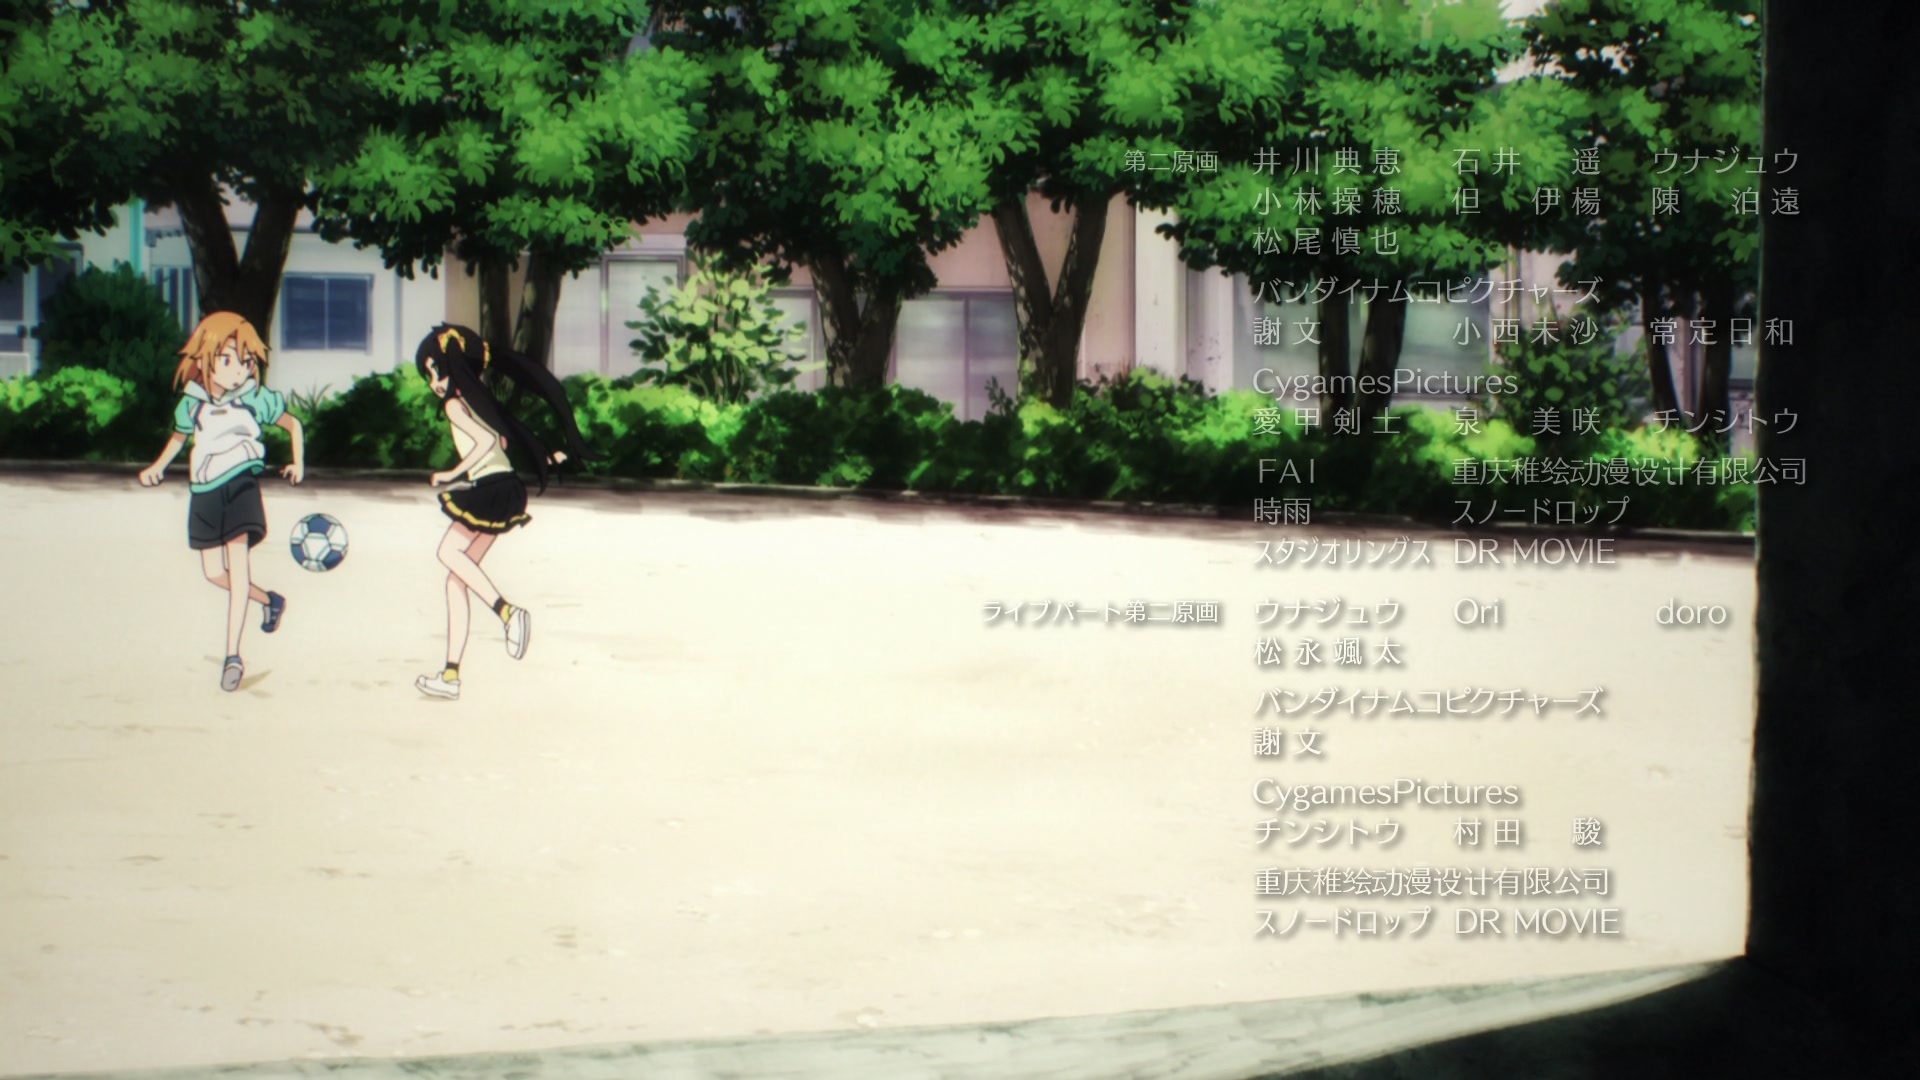 第二原画 井川典恵 石井 遥 ウナジュウ
小林操穂 但 伊楊 陳 泊遠
松尾慎也
バンダイナムコピクチャーズ
謝文 小西未沙 常定日和
CygamesPictures
愛甲剣士 泉 美咲 チンシトウ
FAI 重庆稚绘动漫设计有限公司
時雨 スノードロップ
スタジオリングス DR MOVIE
ライブパート第二原画 ウナジュウ Ori doro
松永颯太
バンダイナムコピクチャーズ
謝文
CygamesPictures
チンシトウ 村田 駿
重庆稚绘动漫设计有限公司
スノードロップ DR MOVIE